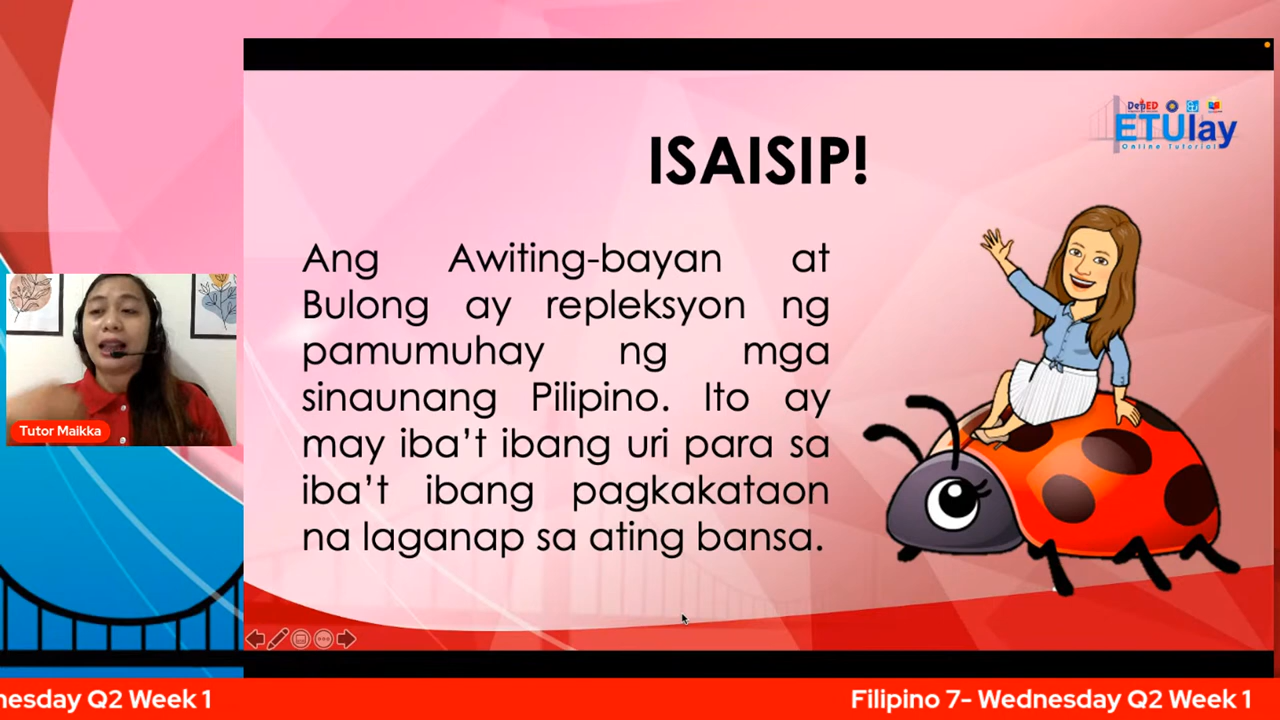 DepED
ETUlay
Online Tutorial
ISAISIP!
Ang Awiting-bayan at
Bulong ay repleksyon ng
pamumuhay ng mga
sinaunang Pilipino. Ito ay
may iba't ibang uri para sa
iba't ibang pagkakataon
na laganap sa ating bansa.
Tutor Maikka
nesday Q2 Week 1
Filipino 7- Wednesday Q2 Week 1